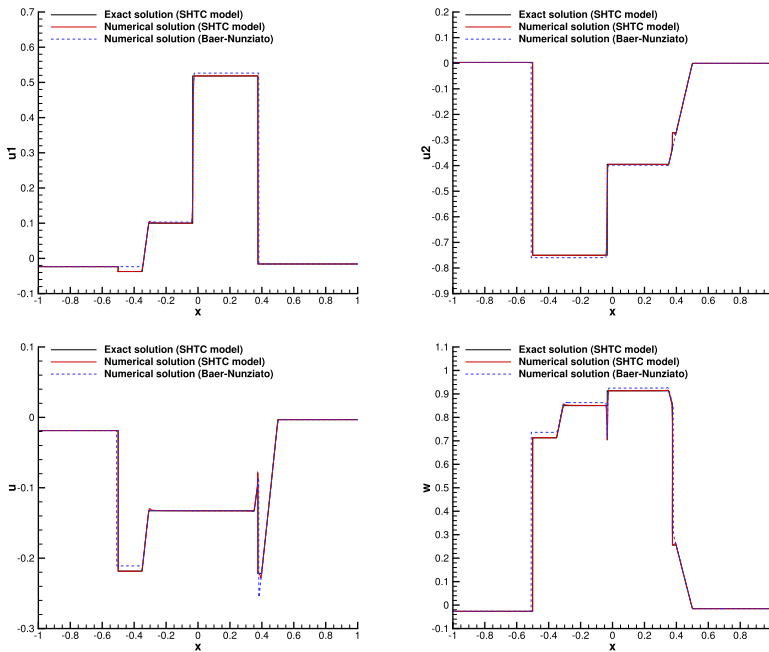 Exact solution (SHTC model)
Numerical solution (SHTC model)
Numerical solution (Baer-Nunziato)
0.7
0.6
0.5
0.4
0.3
0.2
0.1
0
-0.1
u1
-1 -0.8 -0.6 -0.4 -0.2 0 0.2 0.4 0.6 0.8 1
x
Exact solution (SHTC model)
Numerical solution (SHTC model)
Numerical solution (Baer-Nunziato)
0.2
0.1
0
-0.1
-0.2
-0.3
-0.4
-0.5
-0.6
-0.7
-0.8
-0.9
u2
-1 -0.8 -0.6 -0.4 -0.2 0 0.2 0.4 0.6 0.8
x
Exact solution (SHTC model)
Numerical solution (SHTC model)
Numerical solution (Baer-Nunziato)
0.1
0
-0.1
-0.2
-0.3
u
-1 -0.8 -0.6 -0.4 -0.2 0 0.2 0.4 0.6 0.8 1
x
Exact solution (SHTC model)
Numerical solution (SHTC model)
Numerical solution (Baer-Nunziato)
1.1
1
0.9
0.8
0.7
0.6
0.5
0.4
0.3
0.2
0.1
0
-0.1
w
-1 -0.8 -0.6 -0.4 -0.2 0 0.2 0.4 0.6 0.8
x